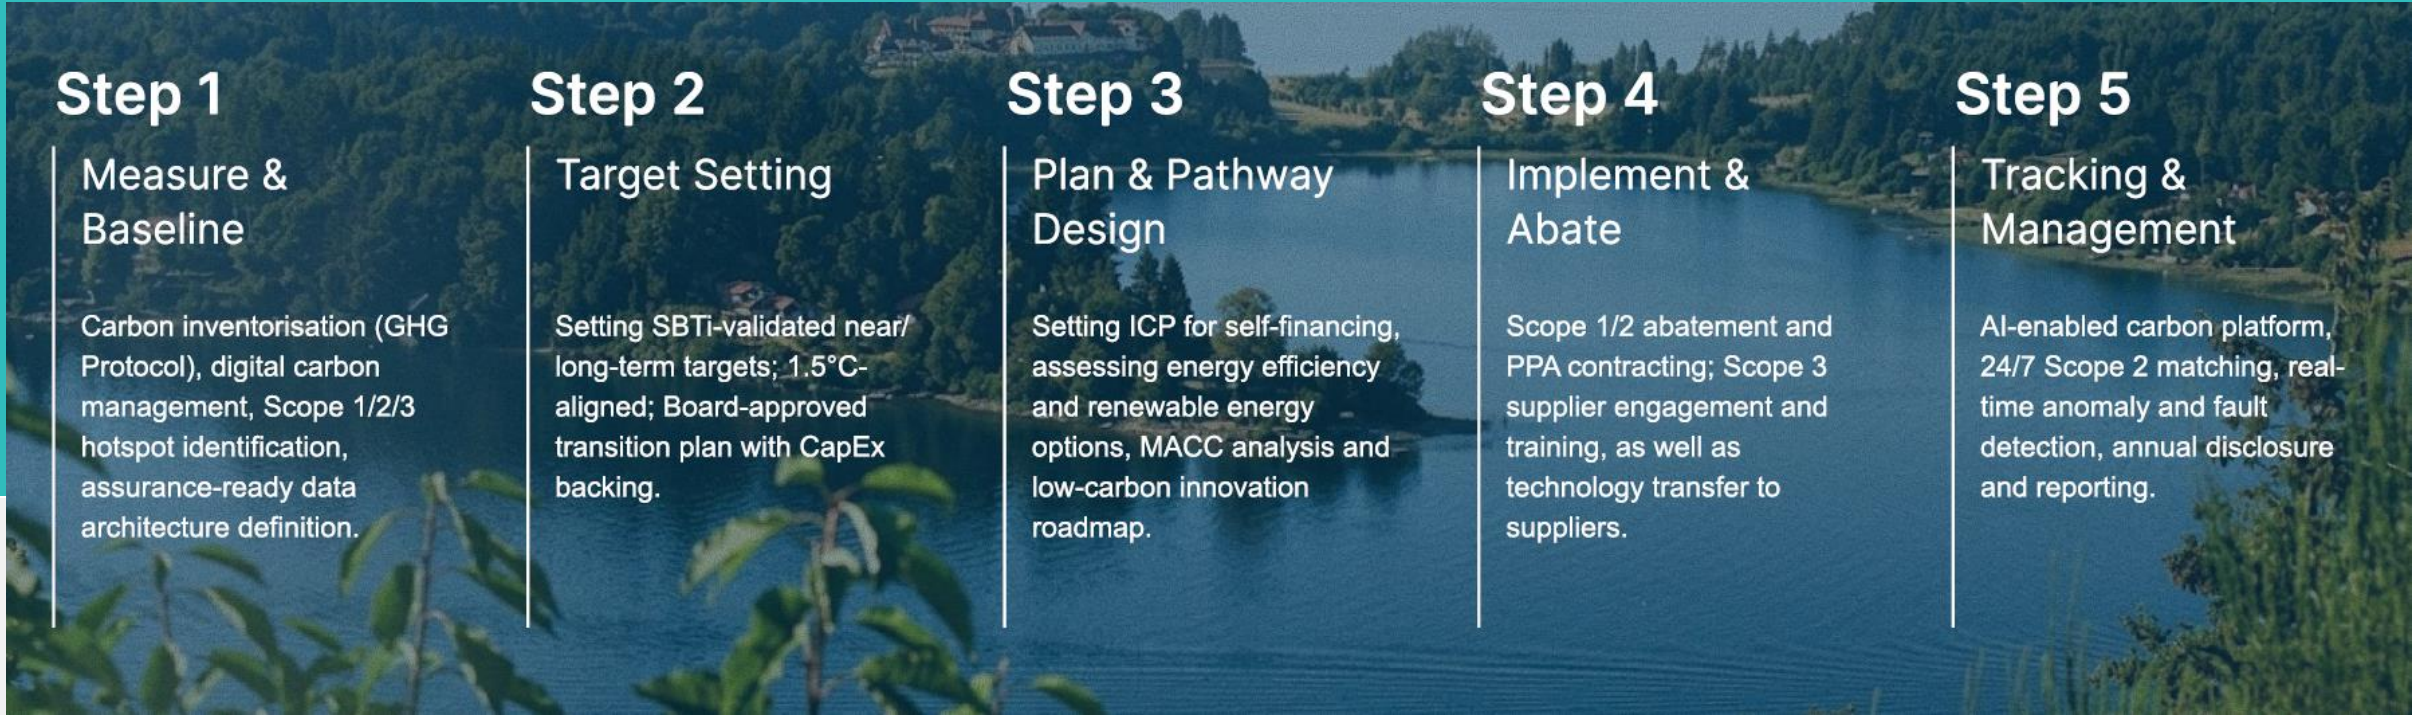 Step 1
Measure &
Baseline
Carbon inventorisation (GHG
Protocol), digital carbon
management, Scope 1/2/3
hotspot identification,
assurance-ready data
architecture definition.
Step 2
Target Setting
Setting SBTi-validated near/
long-term targets; 1.5°C-
aligned; Board-approved
transition plan with CapEx
backing.
Step 3
Plan & Pathway
Design
Setting ICP for self-financing,
assessing energy efficiency
and renewable energy
options, MACC analysis and
low-carbon innovation
roadmap.
Step 4
Implement &
Abate
Scope 1/2 abatement and
PPA contracting; Scope 3
supplier engagement and
training, as well as
technology transfer to
suppliers.
Step 5
Tracking &
Management
AI-enabled carbon platform,
24/7 Scope 2 matching, real-
time anomaly and fault
detection, annual disclosure
and reporting.